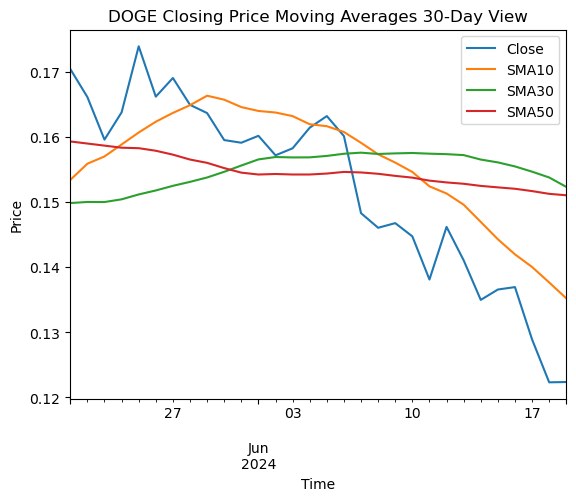 DOGE Closing Price Moving Averages 30-Day View
Close
SMA10
SMA30
SMA50
0.17
0.16
0.15
0.14
0.13
0.12
Price
27
03
10
17
Jun
2024
Time